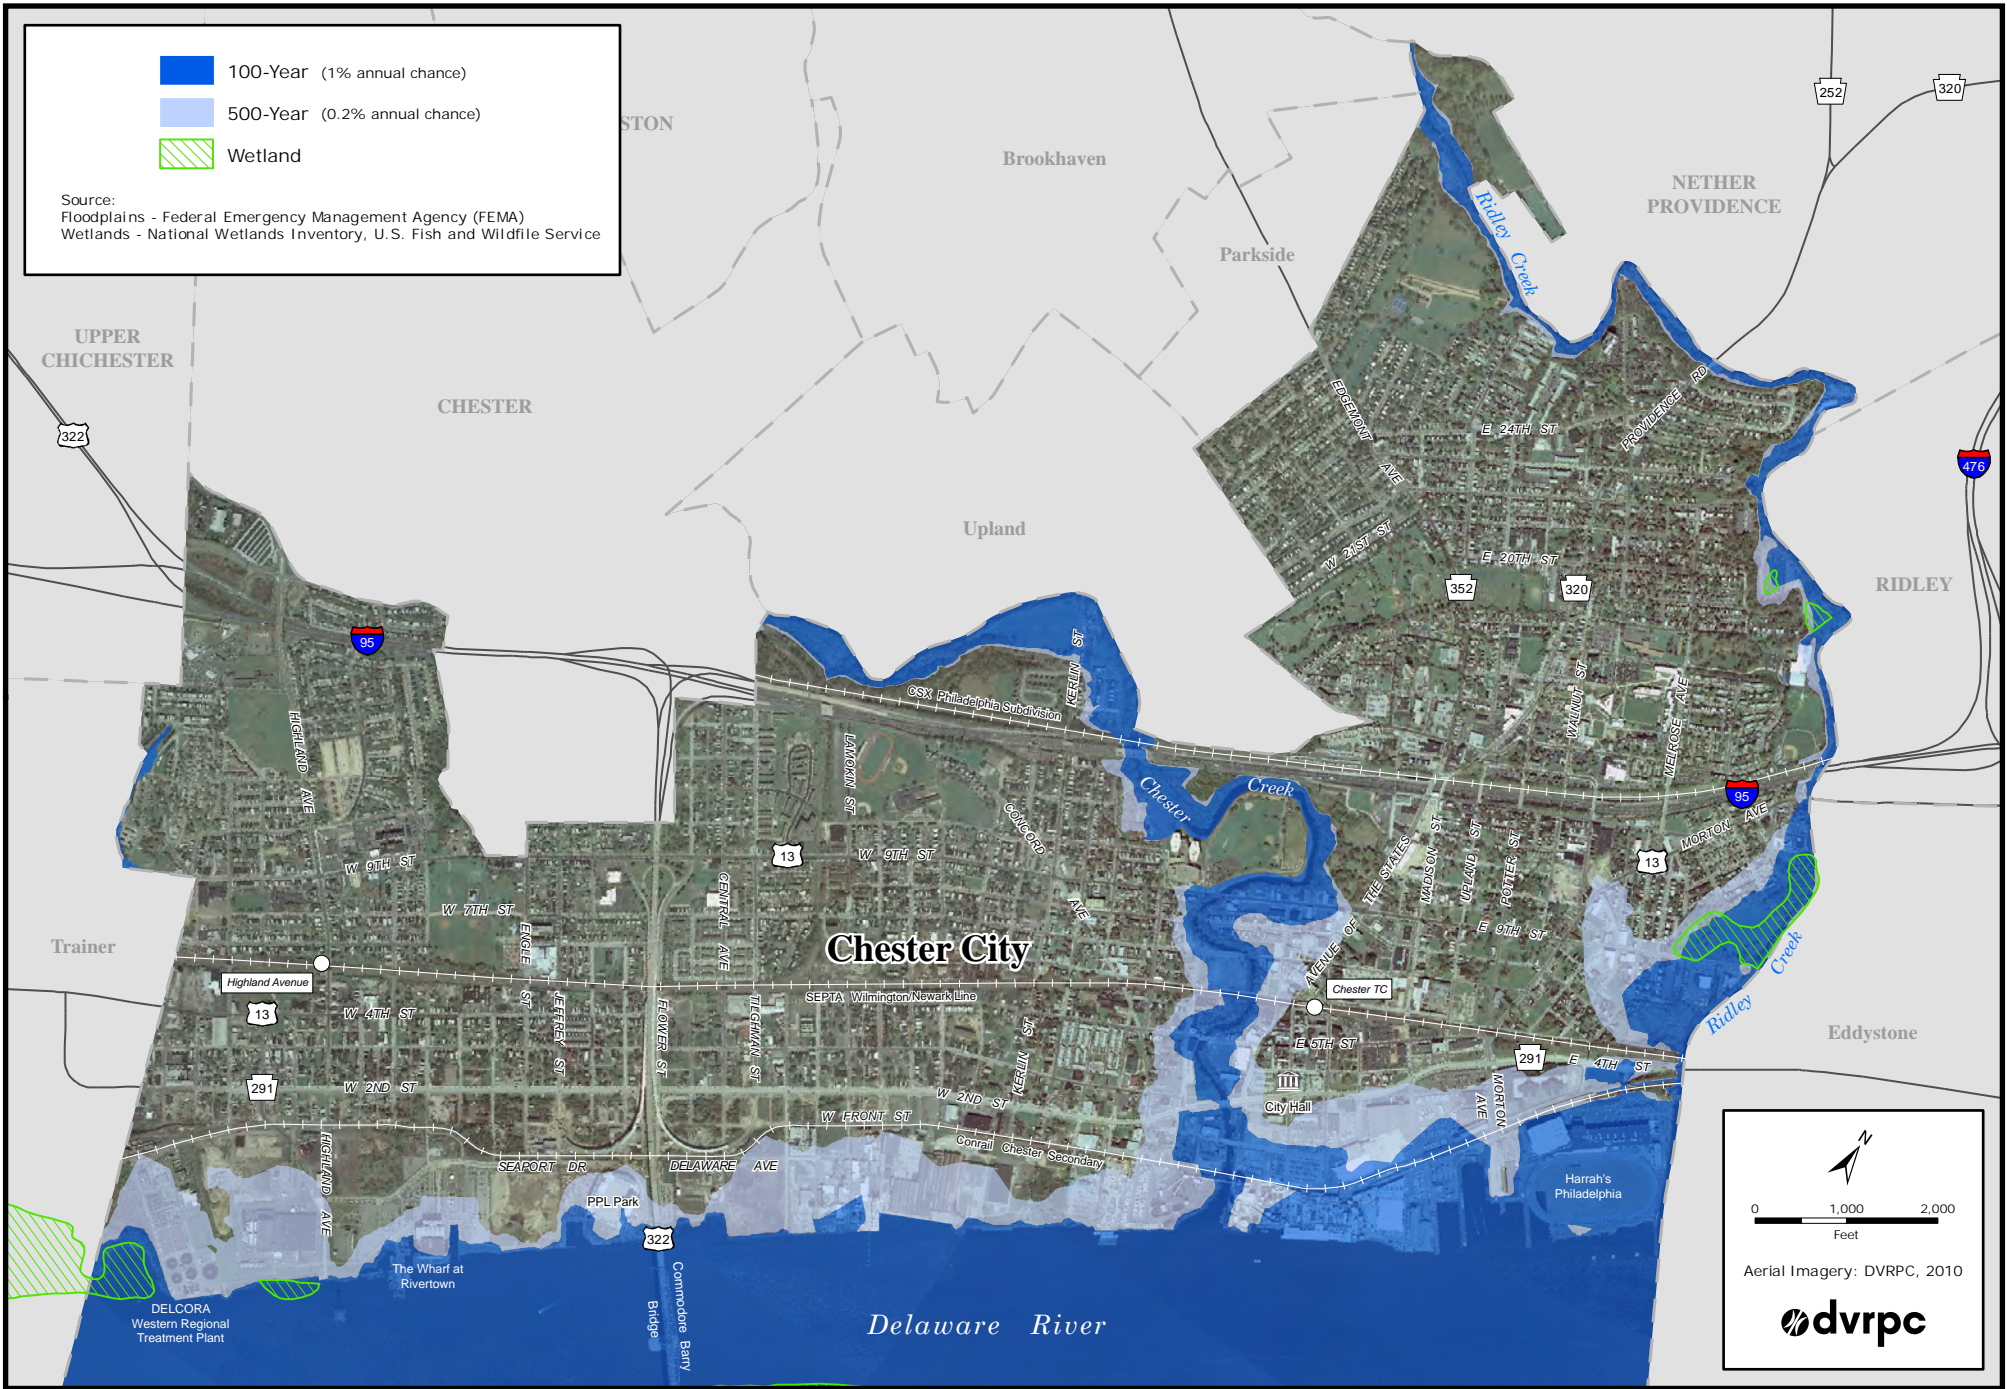 100-Year (1% annual chance)
500-Year (0.2% annual chance)
Wetland
Source:
Floodplains - Federal Emergency Management Agency (FEMA)
Wetlands - National Wetlands Inventory, U.S. Fish and Wildfile Service
STON
Brookhaven
Parkside
NETHER
PROVIDENCE
252
320
Ridley Creek
UPPER
CHICHESTER
CHESTER
322
Upland
RIDLEY
476
EDGEMONT AVE
E 24TH ST
PROVIDENCE RD
W 21ST ST
E 20TH ST
352
320
95
HIGHLAND AVE
KERLIN ST
CSX Philadelphia Subdivision
LAMOKIN ST
WALNUT ST
MELROSE AVE
Chester Creek
CONCORD AVE
95
MORTON AVE
13
W 9TH ST
W 9TH ST
13
AVENUE OF THE STATES
MADISON ST
UPLAND ST
POTTER ST
E 9TH ST
W 7TH ST
ENGLE ST
CENTRAL AVE
Chester City
Trainer
Highland Avenue
Chester TC
SEPTA Wilmington/Newark Line
13
W 4TH ST
JEFFREY ST
FLOWER ST
TILGHMAN ST
KERLIN ST
E 5TH ST
Ridley Creek
Eddystone
291
E 4TH ST
291
W 2ND ST
W 2ND ST
City Hall
MORTON AVE
W FRONT ST
Conrail Chester Secondary
HIGHLAND AVE
SEAPORT DR
DELAWARE AVE
PPL Park
322
Harrah's
Philadelphia
The Wharf at
Rivertown
DELCORA
Western Regional
Treatment Plant
Commodore Barry
Bridge
Delaware River
N
0 1,000 2,000
Feet
Aerial Imagery: DVRPC, 2010
dvrpc